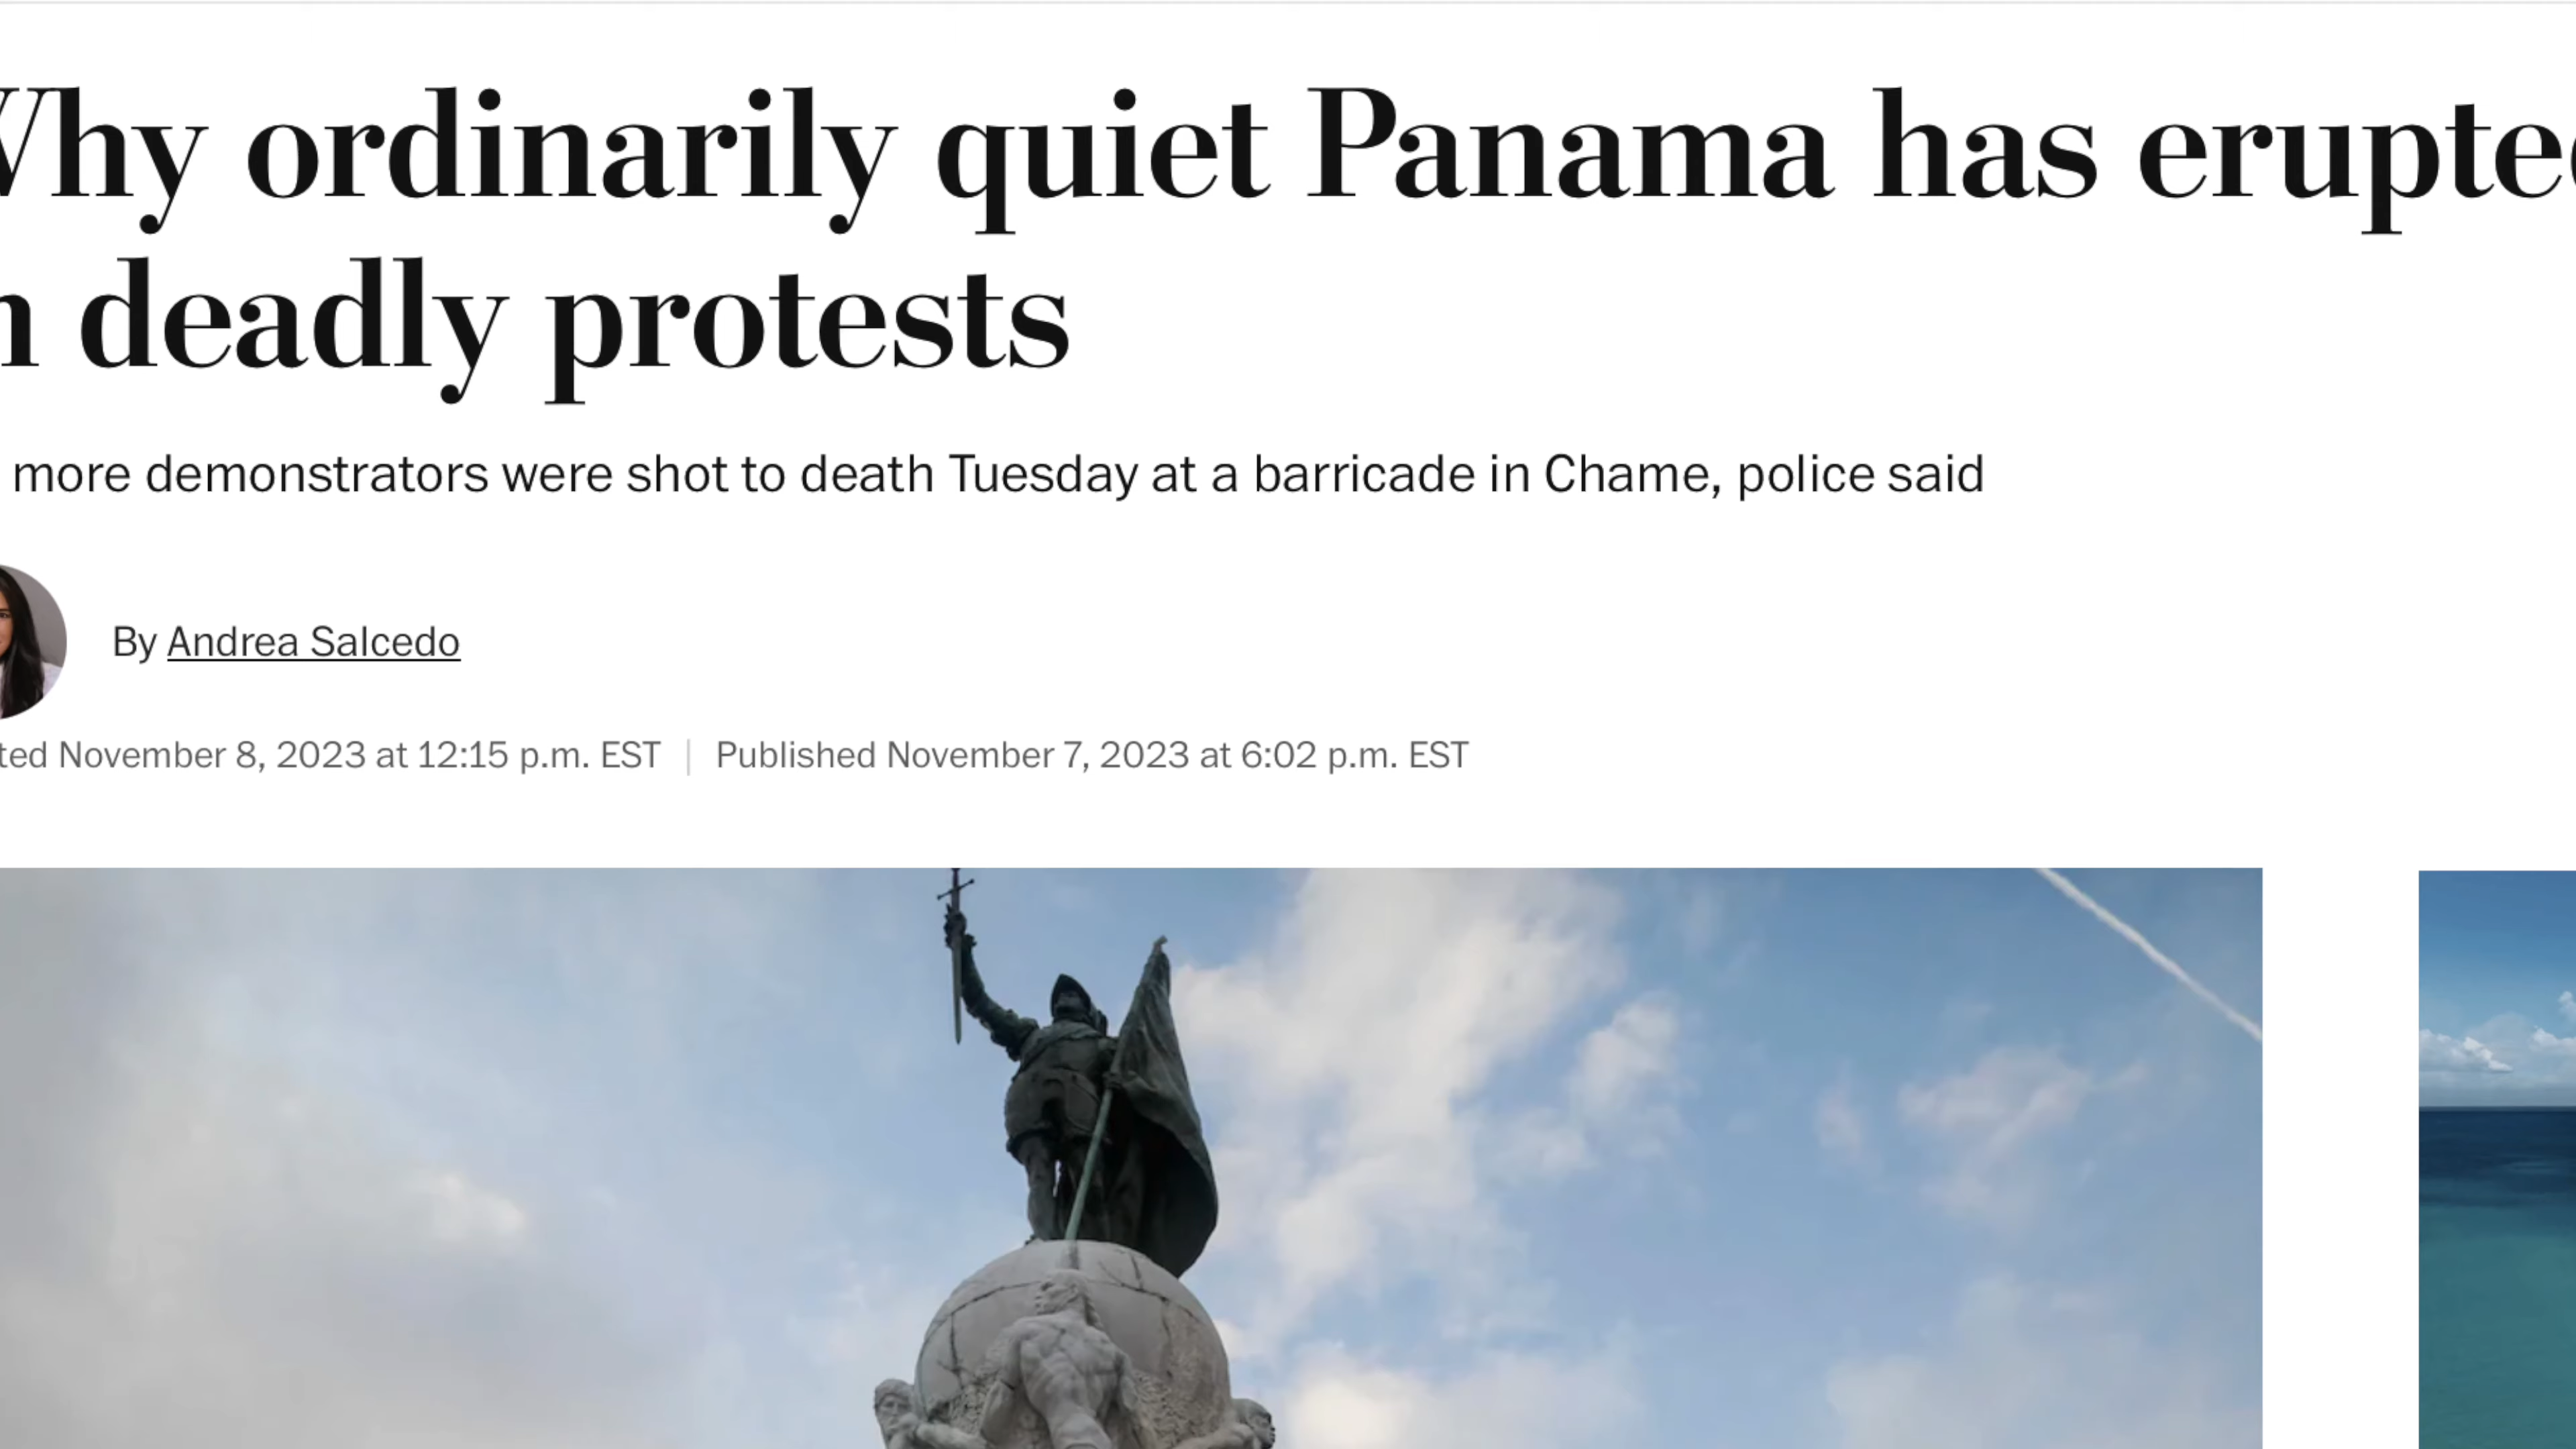 Why ordinarily quiet Panama has erupted
deadly protests
more demonstrators were shot to death Tuesday at a barricade in Chame, police said
By Andrea Salcedo
ted November 8, 2023 at 12:15 p.m. EST | Published November 7, 2023 at 6:02 p.m. EST